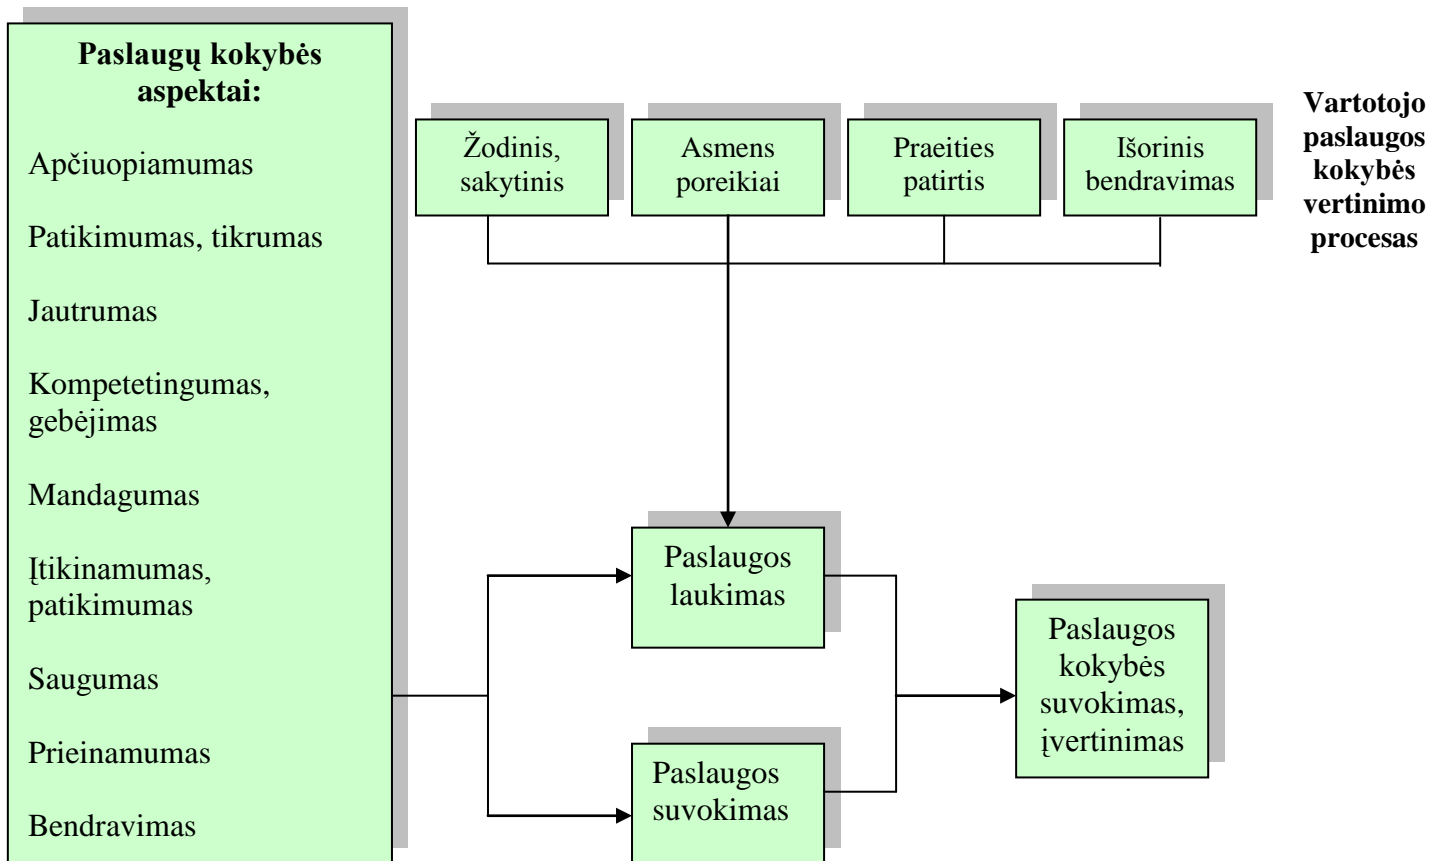 Paslaugų kokybės
aspektai:
Apčiuopiamumas
Patikimumas, tikrumas
Jautrumas
Kompetetingumas,
gebėjimas
Mandagumas
Įtikinamumas,
patikimumas
Saugumas
Prieinamumas
Bendravimas
Žodinis,
sakytinis
Asmens
poreikiai
Praeities
patirtis
Išorinis
bendravimas
Vartotojo
paslaugos
kokybės
vertinimo
procesas
Paslaugos
laukimas
Paslaugos
suvokimas
Paslaugos
kokybės
suvokimas,
įvertinimas